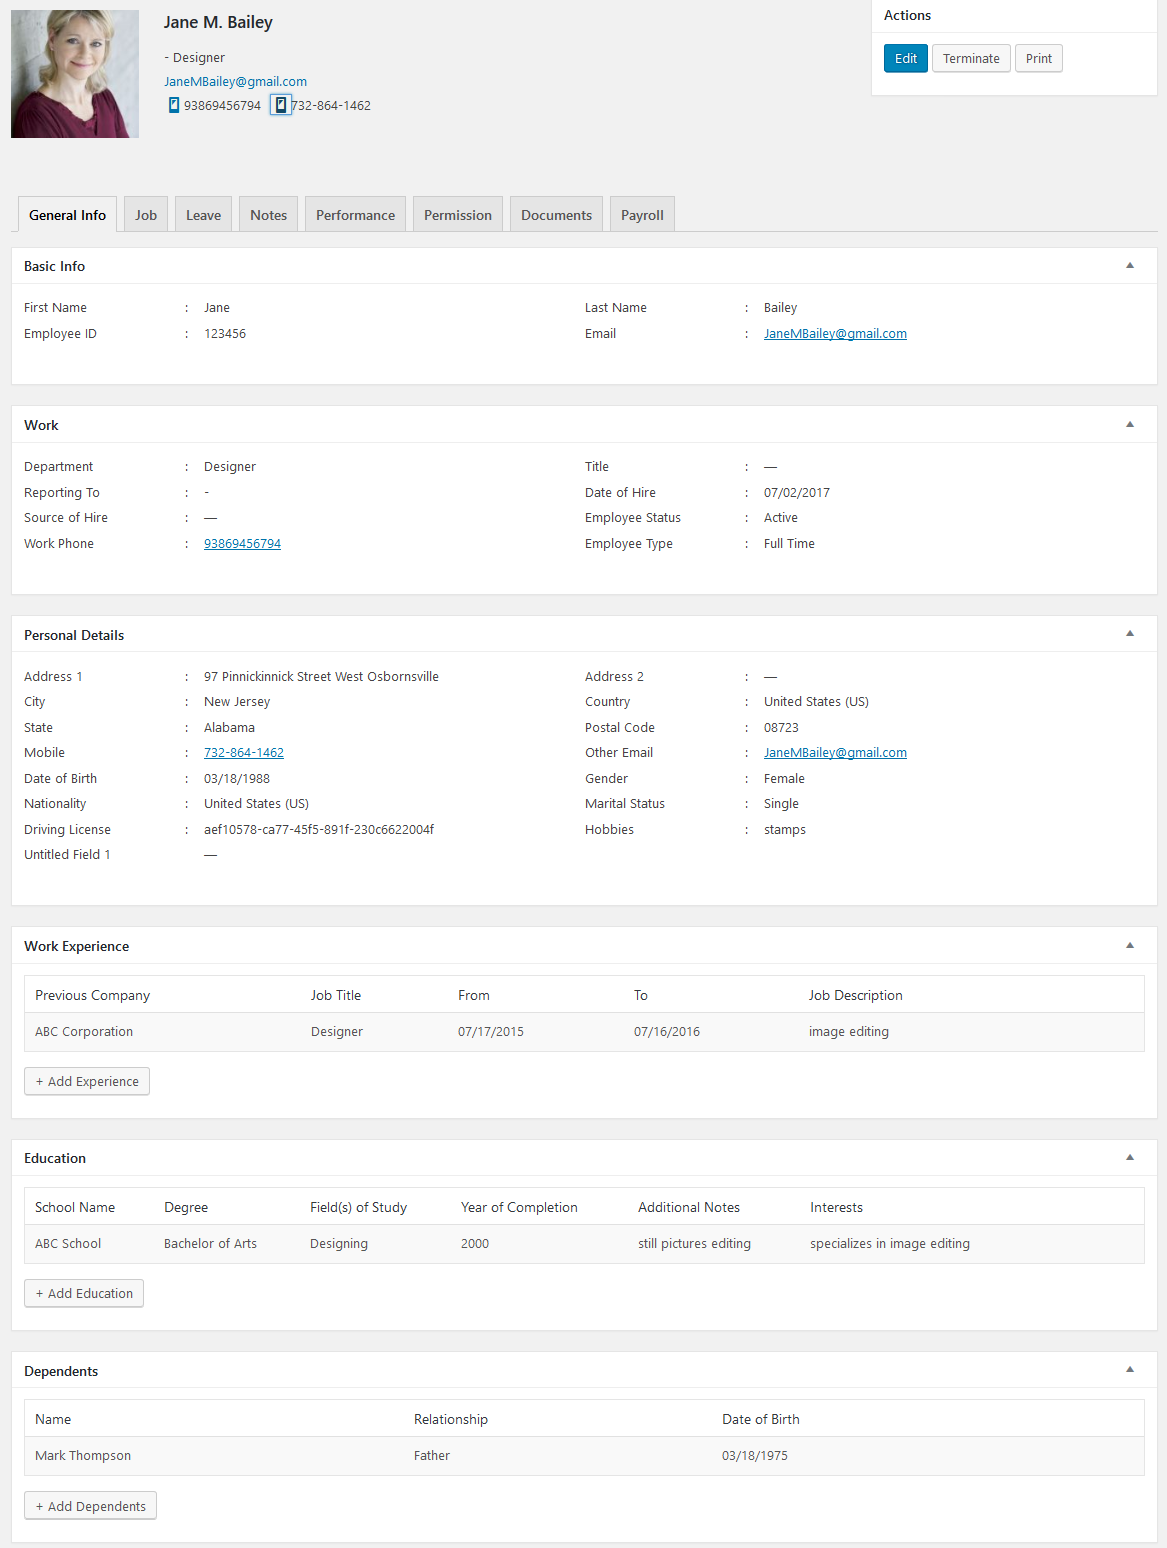 Jane M. Bailey
Actions
- Designer
Edit Terminate Print
JaneMBailey@gmail.com
93869456794 732-864-1462
General Info Job Leave Notes Performance Permission Documents Payroll
Basic Info
First Name : Jane Last Name : Bailey
Employee ID : 123456 Email : JaneMBailey@gmail.com
Work
Department : Designer Title : —
Reporting To : - Date of Hire : 07/02/2017
Source of Hire : — Employee Status : Active
Work Phone : 93869456794 Employee Type : Full Time
Personal Details
Address 1 : 97 Pinnickinnick Street West Osbornsville Address 2 : —
City : New Jersey Country : United States (US)
State : Alabama Postal Code : 08723
Mobile : 732-864-1462 Other Email : JaneMBailey@gmail.com
Date of Birth : 03/18/1988 Gender : Female
Nationality : United States (US) Marital Status : Single
Driving License : aef10578-ca77-45f5-891f-230c6622004f Hobbies : stamps
Untitled Field 1 —
Work Experience
Previous Company Job Title From To Job Description
ABC Corporation Designer 07/17/2015 07/16/2016 image editing
+ Add Experience
Education
School Name Degree Field(s) of Study Year of Completion Additional Notes Interests
ABC School Bachelor of Arts Designing 2000 still pictures editing specializes in image editing
+ Add Education
Dependents
Name Relationship Date of Birth
Mark Thompson Father 03/18/1975
+ Add Dependents